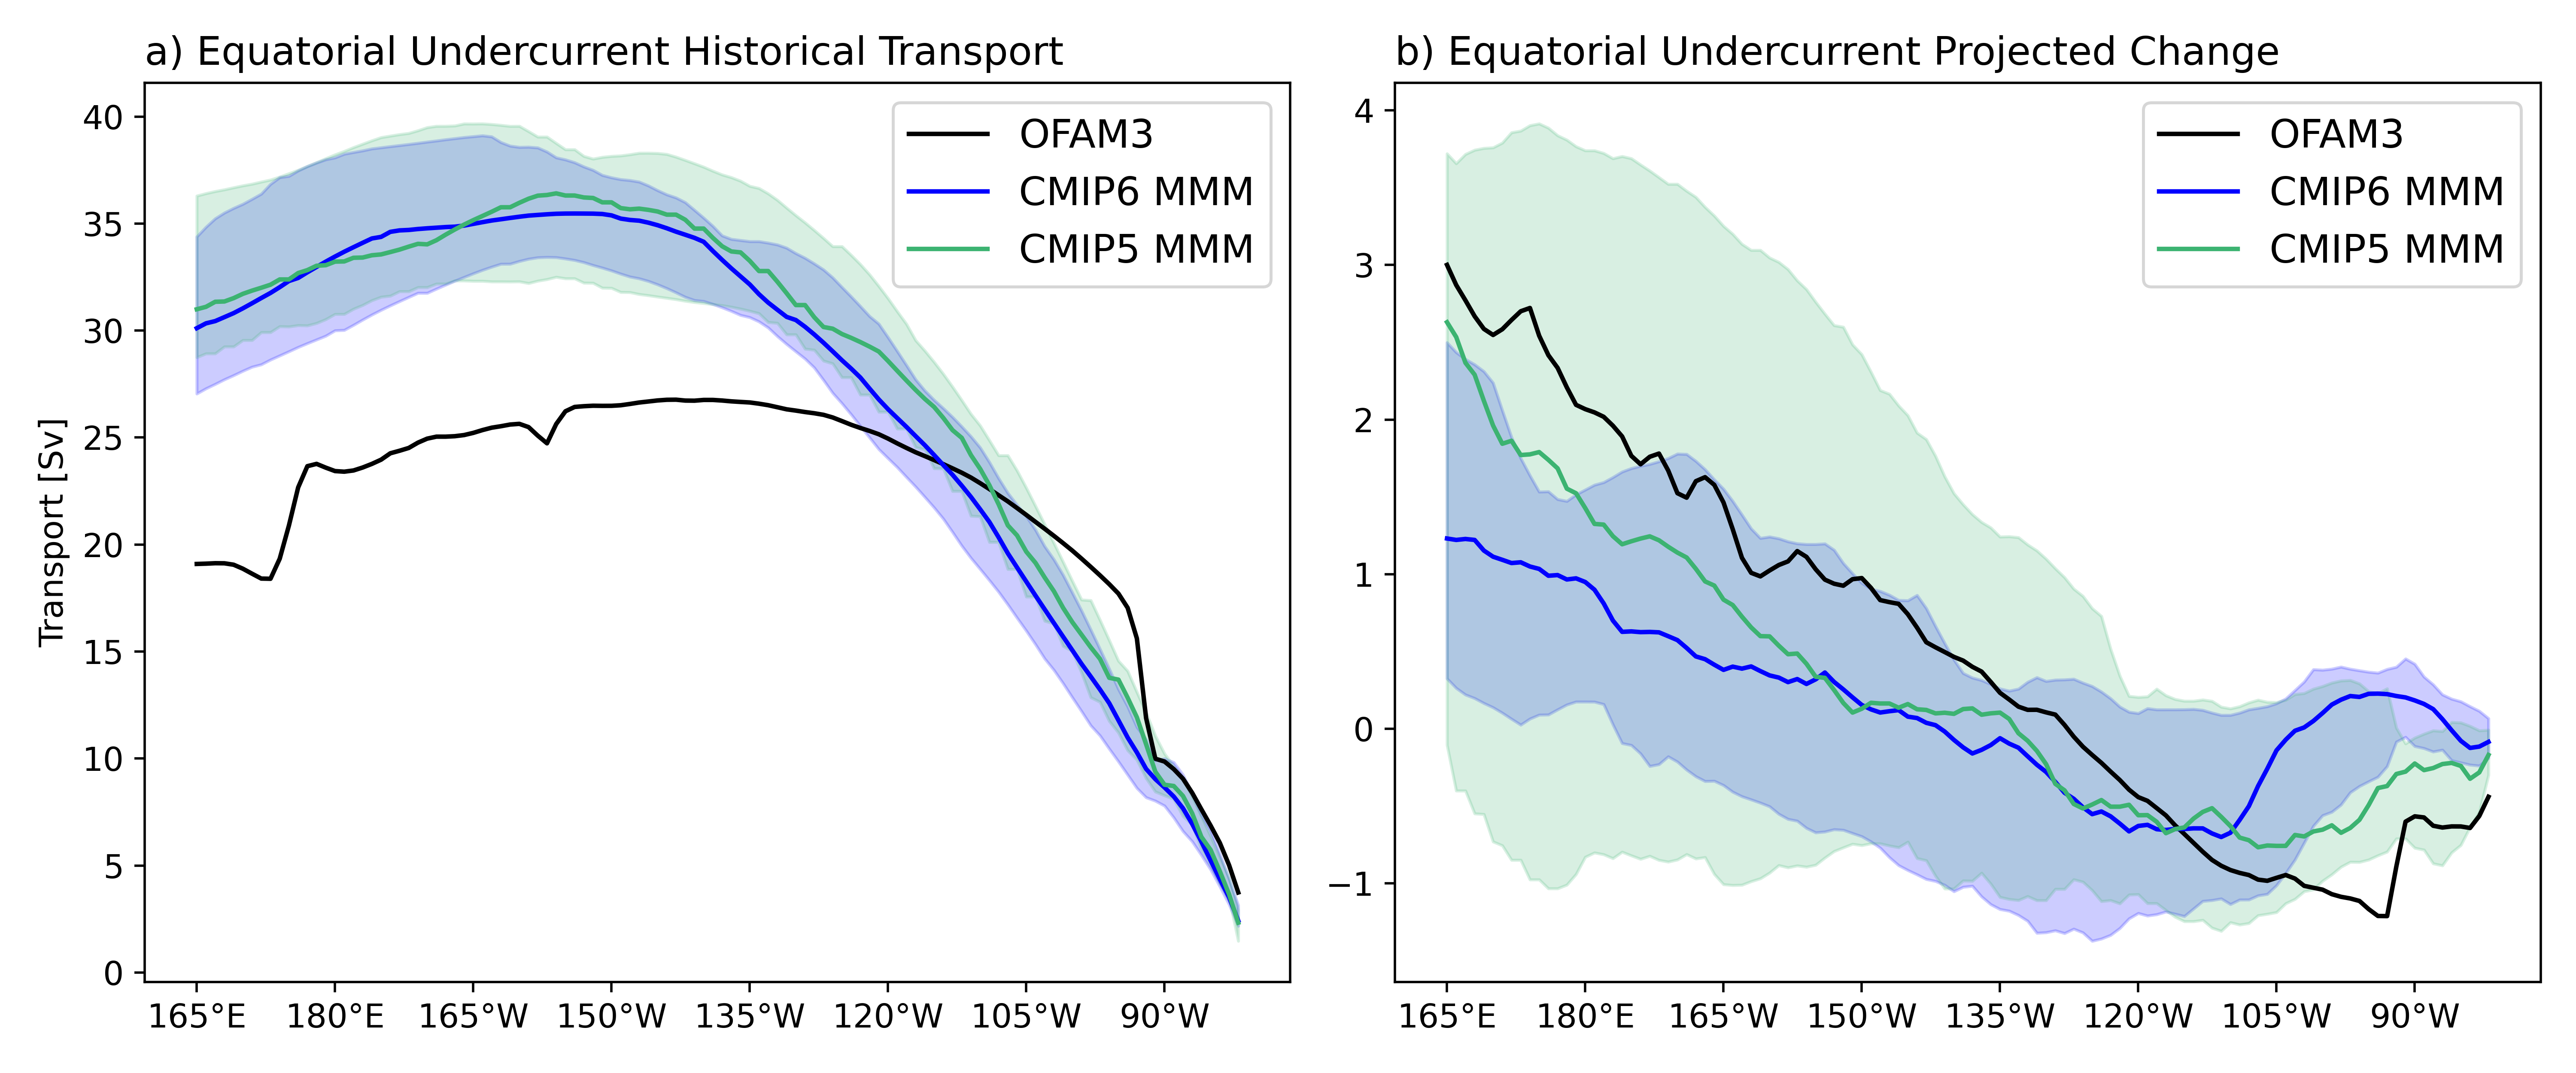 a) Equatorial Undercurrent Historical Transport
Transport [Sv]
40
35
30
25
20
15
10
5
0
165°E 180°E 165°W 150°W 135°W 120°W 105°W 90°W
OFAM3
CMIP6 MMM
CMIP5 MMM
b) Equatorial Undercurrent Projected Change
4
3
2
1
0
−1
165°E 180°E 165°W 150°W 135°W 120°W 105°W 90°W
OFAM3
CMIP6 MMM
CMIP5 MMM